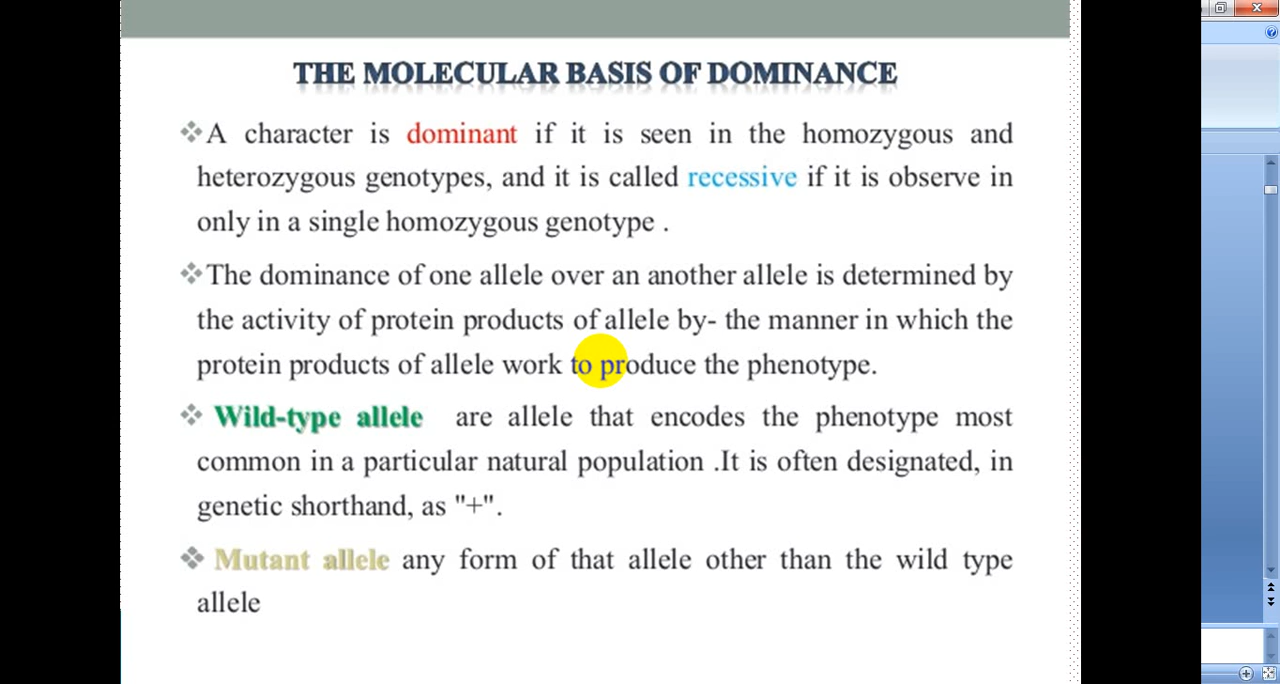 THE MOLECULAR BASIS OF DOMINANCE
A character is dominant if it is seen in the homozygous and
heterozygous genotypes, and it is called recessive if it is observe in
only in a single homozygous genotype .
The dominance of one allele over an another allele is determined by
the activity of protein products of allele by- the manner in which the
protein products of allele work to produce the phenotype.
Wild-type allele are allele that encodes the phenotype most
common in a particular natural population .It is often designated, in
genetic shorthand, as "+".
Mutant allele any form of that allele other than the wild type
allele